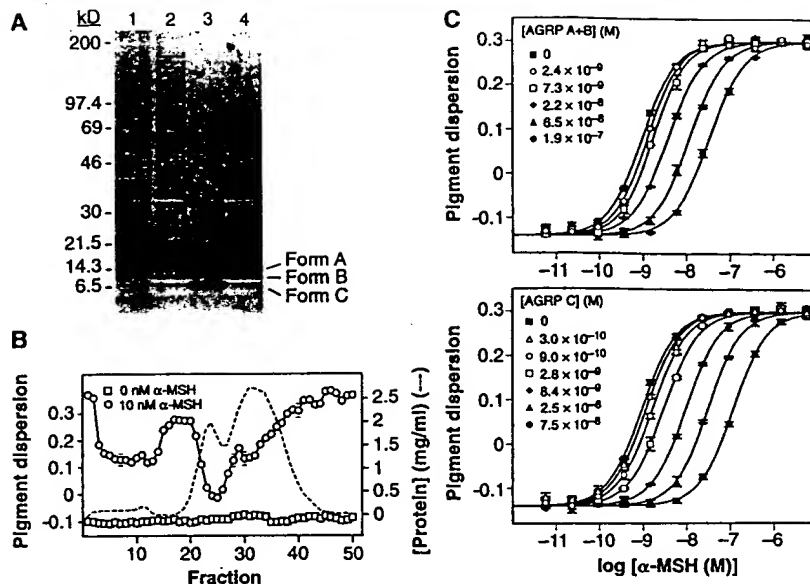 A
kD 1 2 3 4
200
97.4
69
46
30
21.5
14.3
6.5
Form A
Form B
Form C
B
0 nM α-MSH
10 nM α-MSH
Pigment dispersion
0.3
0.2
0.1
0
-0.1
[Protein] (mg/ml) (---)
2.5
2
1.5
1
0.5
0
10 20 30 40 50
Fraction
C
[AGRP A+B] (M)
0
2.4 × 10⁻⁹
7.3 × 10⁻⁹
2.2 × 10⁻⁸
6.5 × 10⁻⁸
1.9 × 10⁻⁷
Pigment dispersion
0.3
0.2
0.1
0
-0.1
-11 -10 -9 -8 -7 -6
[AGRP C] (M)
0
3.0 × 10⁻¹⁰
9.0 × 10⁻¹⁰
2.8 × 10⁻⁹
8.4 × 10⁻⁹
2.5 × 10⁻⁸
7.5 × 10⁻⁸
Pigment dispersion
0.3
0.2
0.1
0
-0.1
-11 -10 -9 -8 -7 -6
log [α-MSH (M)]